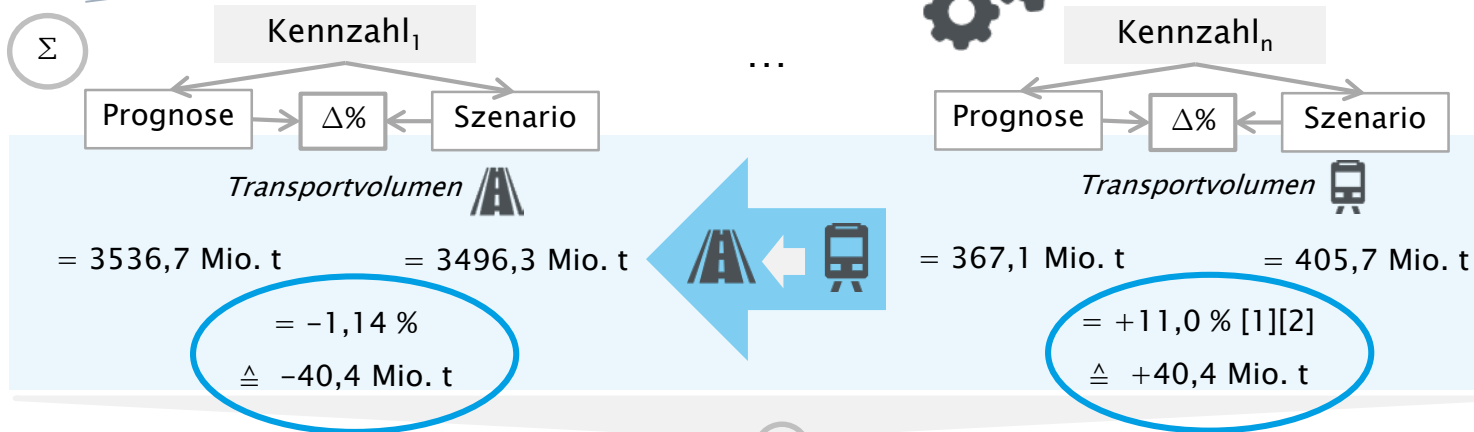 Σ
Kennzahl₁
...
Kennzahlₙ
Prognose
Δ%
Szenario
Prognose
Δ%
Szenario
Transportvolumen
Transportvolumen
= 3536,7 Mio. t
= 3496,3 Mio. t
= 367,1 Mio. t
= 405,7 Mio. t
= -1,14 %
= +11,0 % [1][2]
≙ -40,4 Mio. t
≙ +40,4 Mio. t